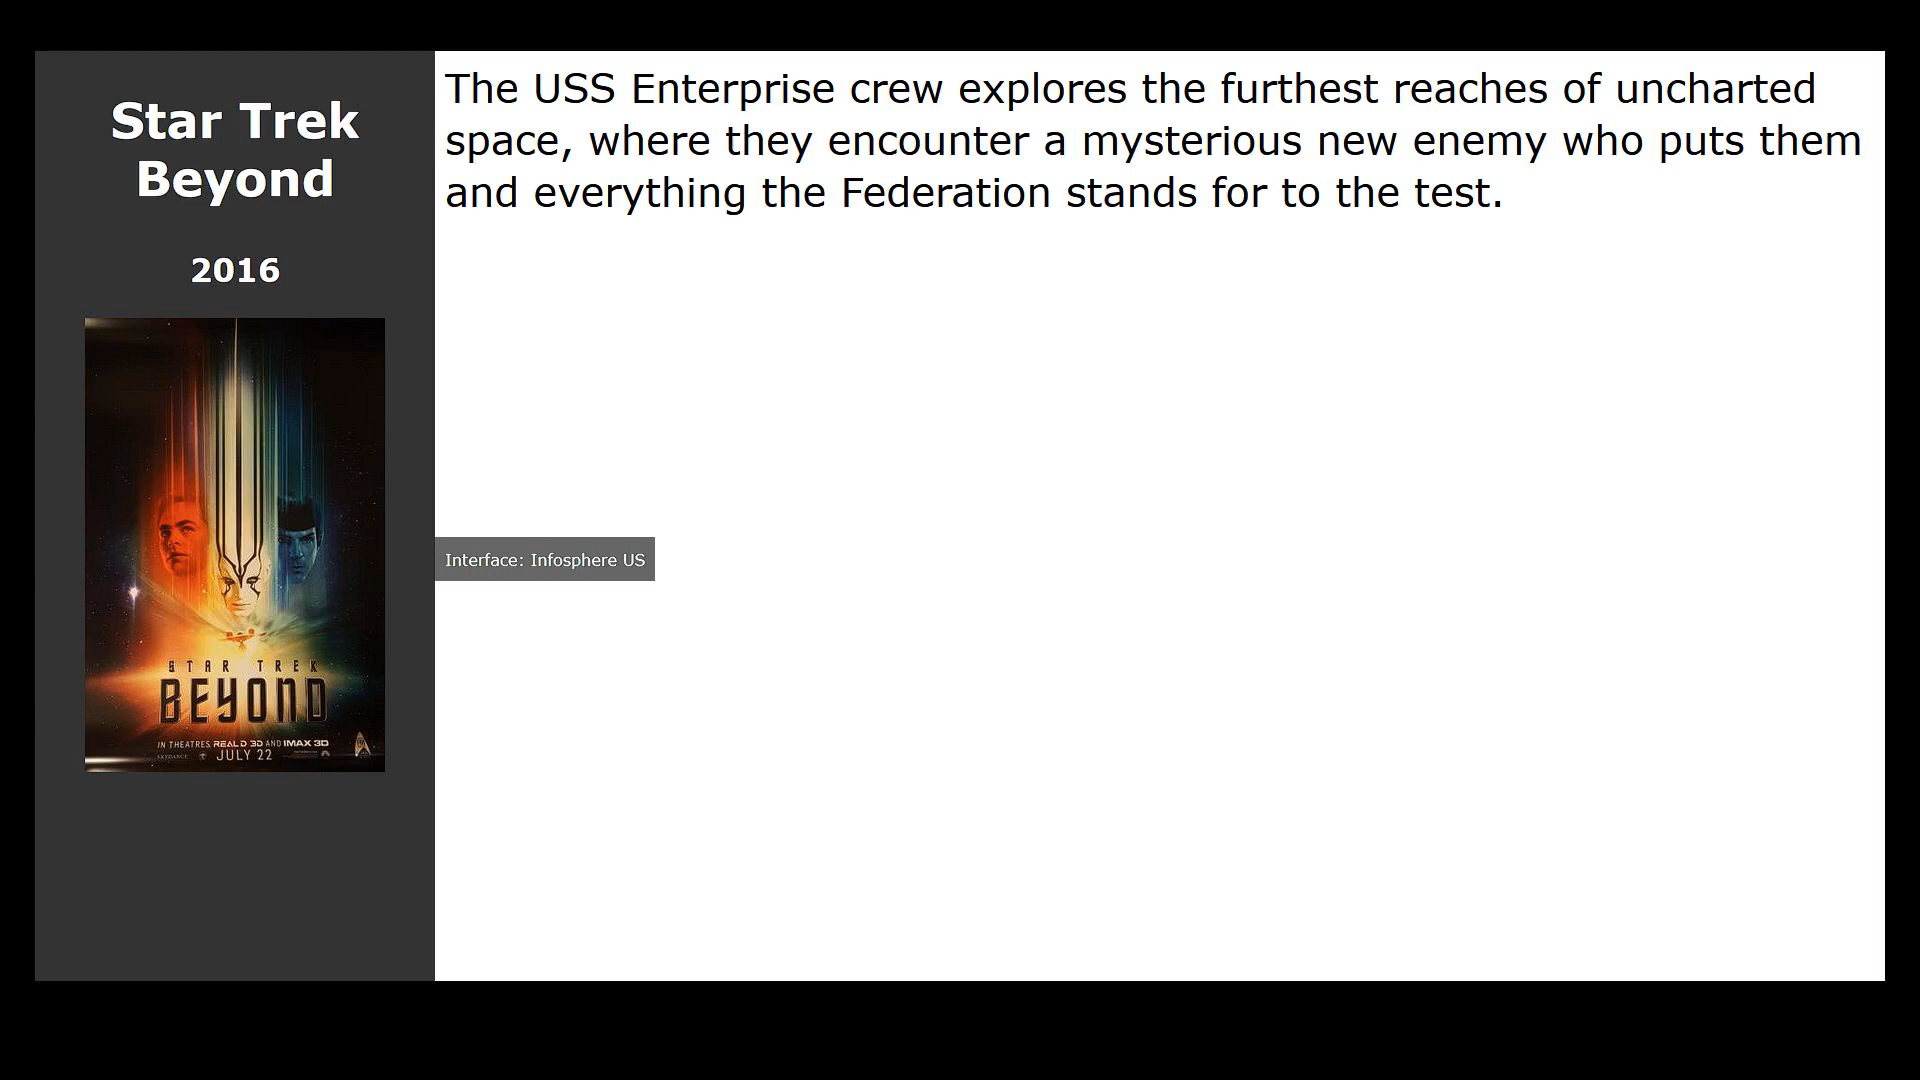 Star Trek
Beyond
2016
STAR TREK
BEYOND
IN THEATRES REAL D 3D AND IMAX 3D
JULY 22
The USS Enterprise crew explores the furthest reaches of uncharted
space, where they encounter a mysterious new enemy who puts them
and everything the Federation stands for to the test.
Interface: Infosphere US